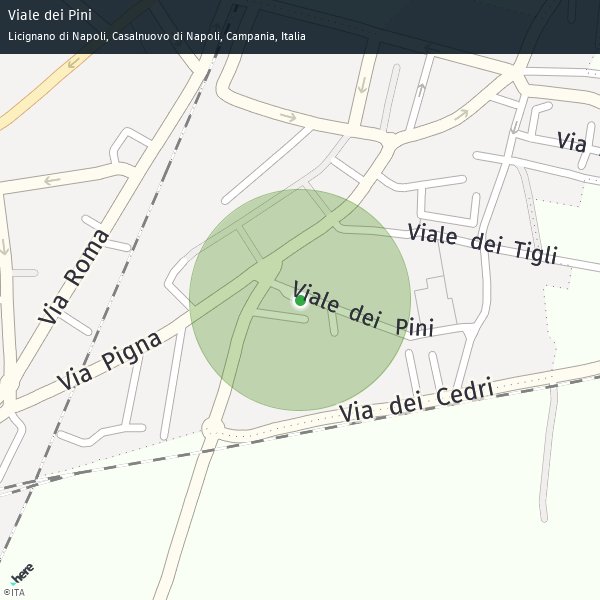 Viale dei Pini
Licignano di Napoli, Casalnuovo di Napoli, Campania, Italia
Via
Viale dei Tigli
Via Roma
Viale dei Pini
Via Pigna
Via dei Cedri
here
©ITA